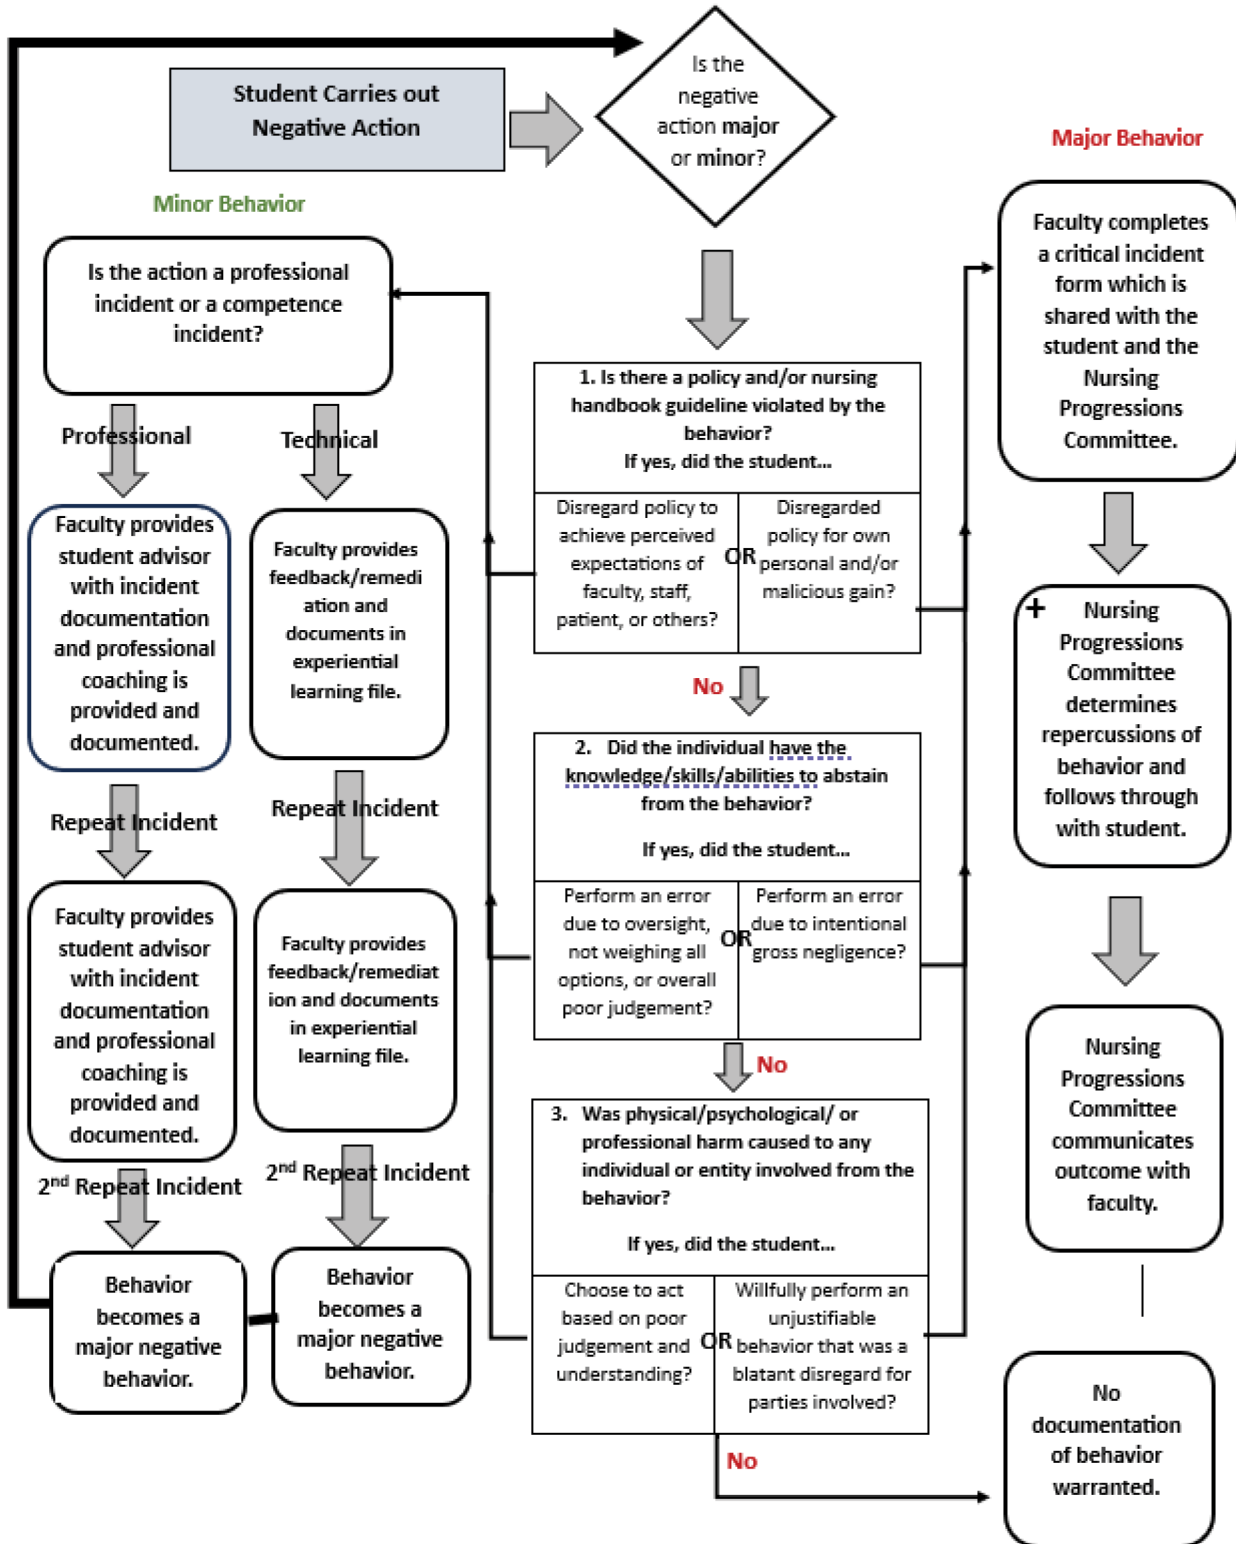 Is the
negative
action major
or minor?
Student Carries out
Negative Action
Major Behavior
Minor Behavior
Is the action a professional
incident or a competence
incident?
Professional
Technical
Faculty provides
student advisor
with incident
documentation
and professional
coaching is
provided and
documented.
Faculty provides
feedback/remedi
ation and
documents in
experiential
learning file.
Repeat Incident
Repeat Incident
Faculty provides
student advisor
with incident
documentation
and professional
coaching is
provided and
documented.
Faculty provides
feedback/remediat
ion and documents
in experiential
learning file.
2nd Repeat Incident
2nd Repeat Incident
Behavior
becomes a
major negative
behavior.
Behavior
becomes a
major negative
behavior.
1. Is there a policy and/or nursing
handbook guideline violated by the
behavior?
If yes, did the student...
Disregard policy to
achieve perceived
expectations of
faculty, staff,
patient, or others?
OR
Disregarded
policy for own
personal and/or
malicious gain?
No
2. Did the individual have the
knowledge/skills/abilities to abstain
from the behavior?
If yes, did the student...
Perform an error
due to oversight,
not weighing all
options, or overall
poor judgement?
OR
Perform an error
due to intentional
gross negligence?
No
3. Was physical/psychological/ or
professional harm caused to any
individual or entity involved from the
behavior?
If yes, did the student...
Choose to act
based on poor
judgement and
understanding?
OR
Willfully perform an
unjustifiable
behavior that was a
blatant disregard for
parties involved?
No
Faculty completes
a critical incident
form which is
shared with the
student and the
Nursing
Progressions
Committee.
+ Nursing
Progressions
Committee
determines
repercussions of
behavior and
follows through
with student.
Nursing
Progressions
Committee
communicates
outcome with
faculty.
No
documentation
of behavior
warranted.